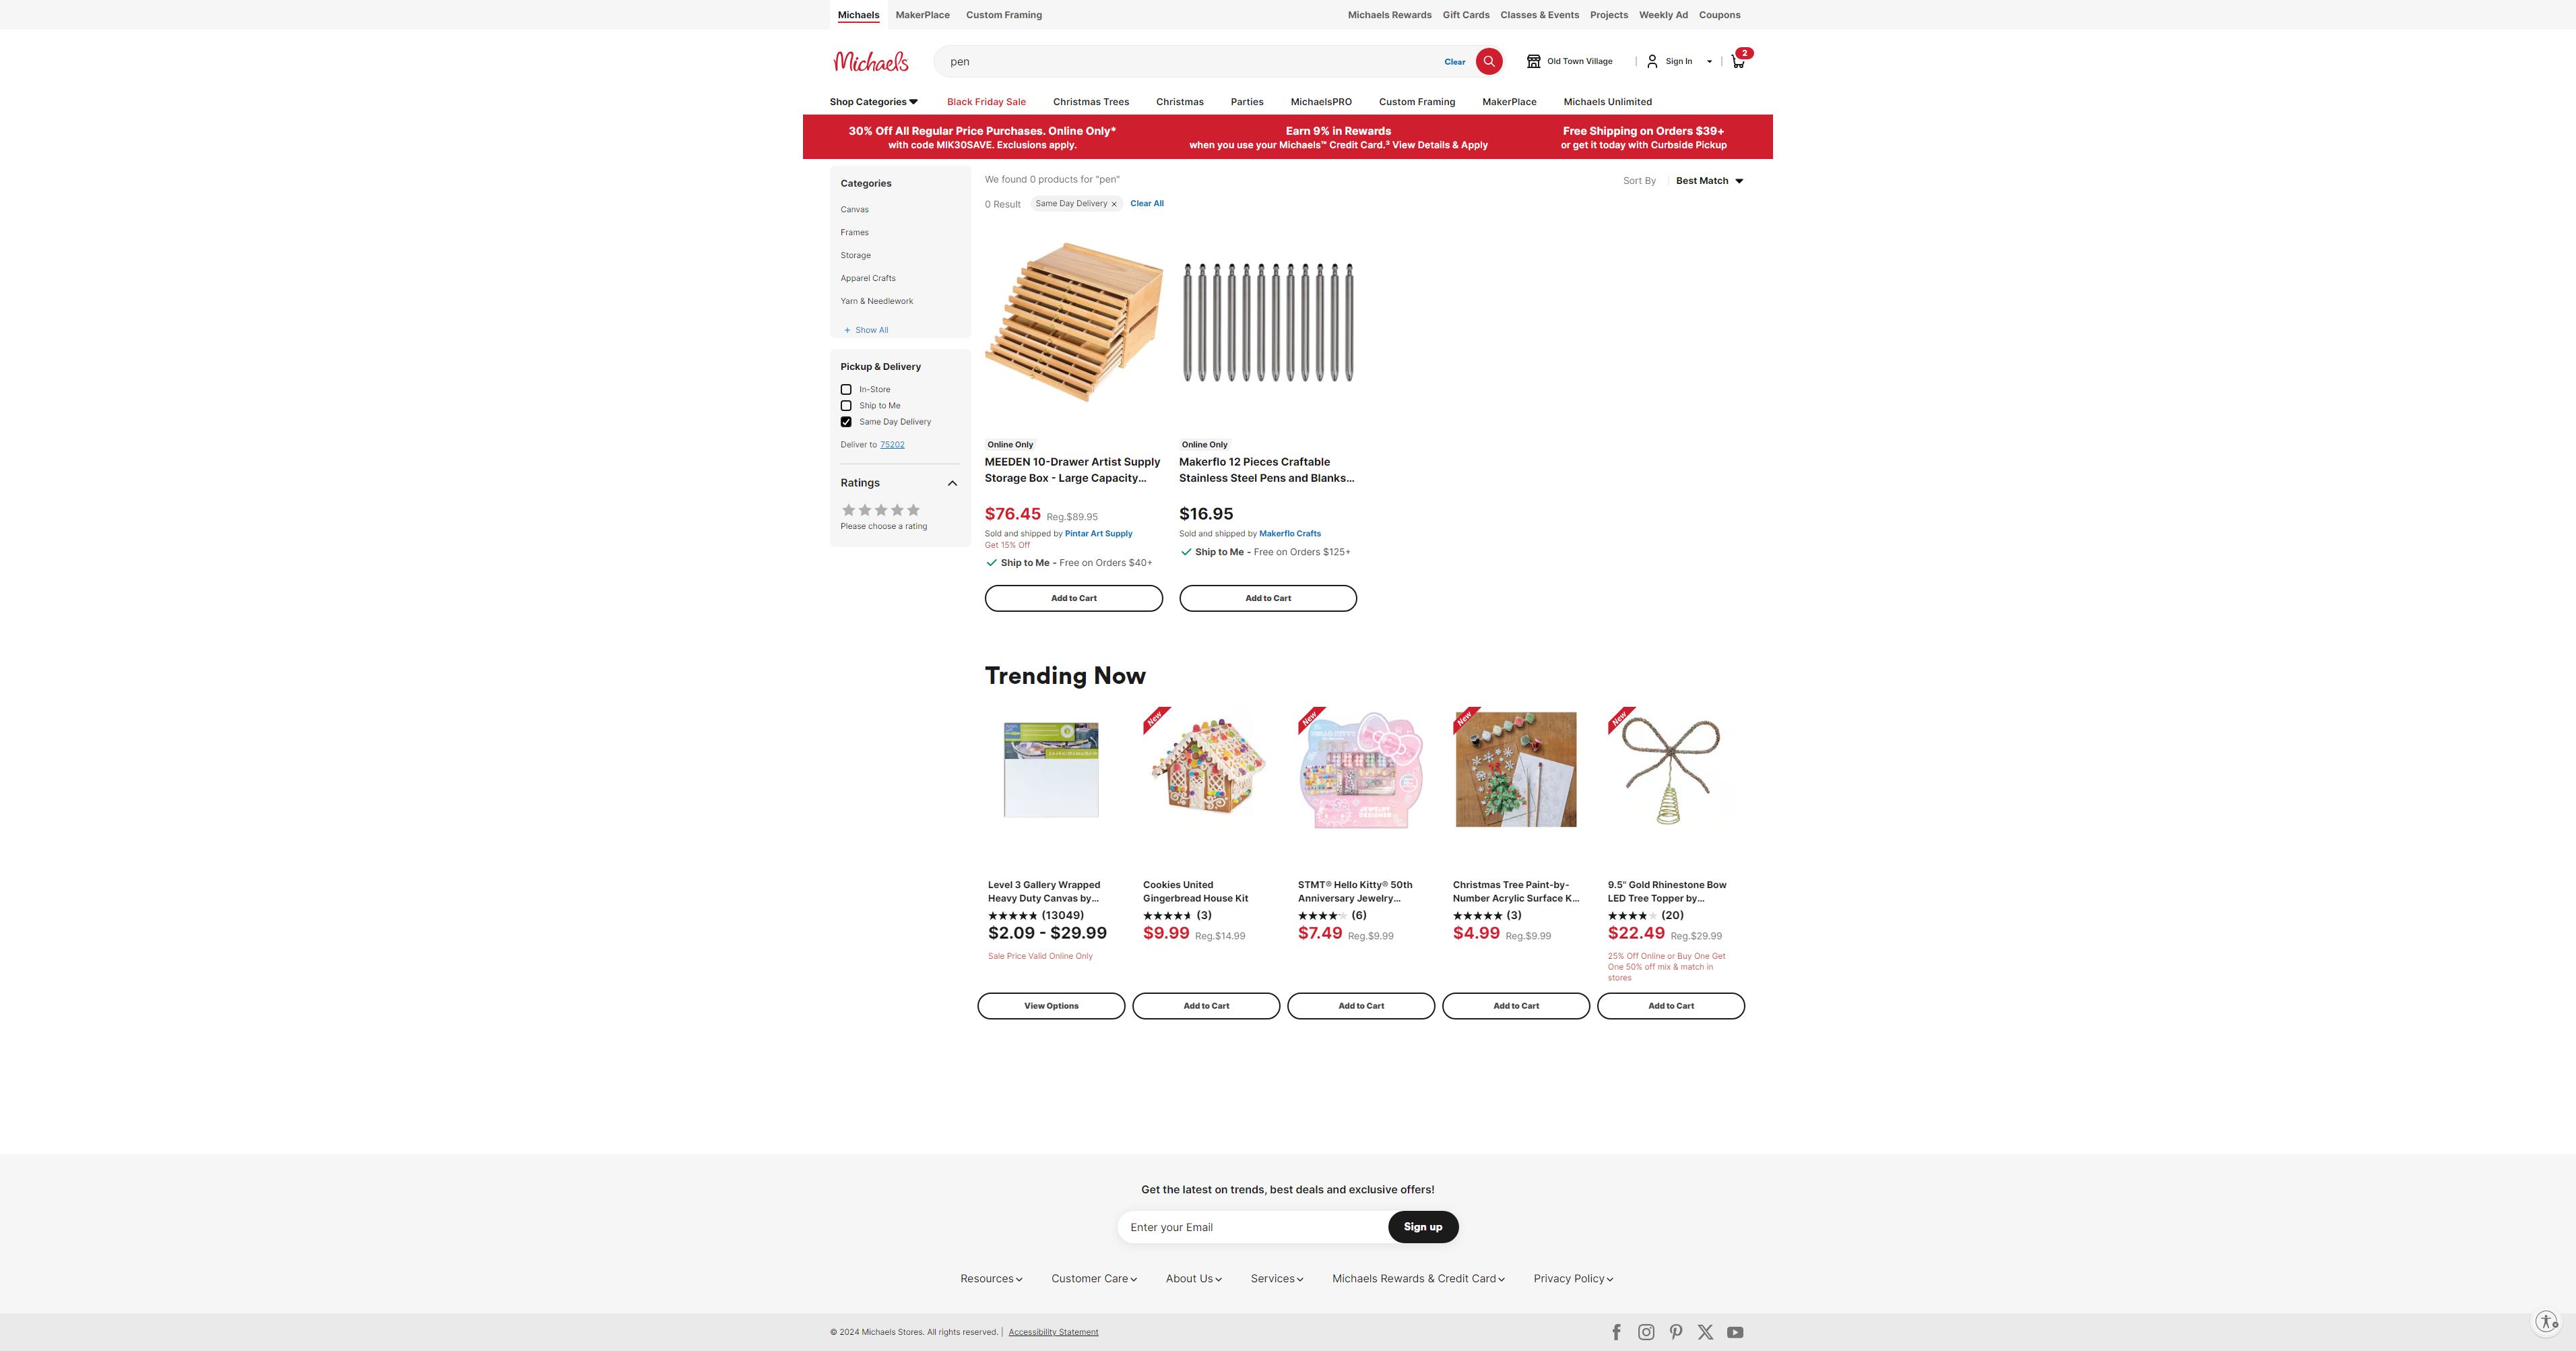 Michaels MakerPlace Custom Framing Michaels Rewards Gift Cards Classes & Events Projects Weekly Ad Coupons
Michaels pen Clear Old Town Village | Sign In | 2
Shop Categories Black Friday Sale Christmas Trees Christmas Parties MichaelsPRO Custom Framing MakerPlace Michaels Unlimited
30% Off All Regular Price Purchases. Online Only* Earn 9% in Rewards Free Shipping on Orders $39+
with code MIK30SAVE. Exclusions apply. when you use your Michaels™ Credit Card.³ View Details & Apply or get it today with Curbside Pickup
Categories
Canvas
Frames
Storage
Apparel Crafts
Yarn & Needlework
+ Show All
Pickup & Delivery
In-Store
Ship to Me
Same Day Delivery
Deliver to 75202
Ratings
Please choose a rating
We found 0 products for "pen"
Sort By Best Match
0 Result Same Day Delivery × Clear All
Online Only
MEEDEN 10-Drawer Artist Supply
Storage Box - Large Capacity...
$76.45 Reg.$89.95
Sold and shipped by Pintar Art Supply
Get 15% Off
Ship to Me - Free on Orders $40+
Add to Cart
Online Only
Makerflo 12 Pieces Craftable
Stainless Steel Pens and Blanks...
$16.95
Sold and shipped by Makerflo Crafts
Ship to Me - Free on Orders $125+
Add to Cart
Trending Now
Level 3 Gallery Wrapped
Heavy Duty Canvas by...
(13049)
$2.09 - $29.99
Sale Price Valid Online Only
View Options
New
Cookies United
Gingerbread House Kit
(3)
$9.99 Reg.$14.99
Add to Cart
New
HELLO KITTY
JEWELRY
DESIGNER
STMT® Hello Kitty® 50th
Anniversary Jewelry...
(6)
$7.49 Reg.$9.99
Add to Cart
New
Christmas Tree Paint-by-
Number Acrylic Surface K...
(3)
$4.99 Reg.$9.99
Add to Cart
New
9.5" Gold Rhinestone Bow
LED Tree Topper by...
(20)
$22.49 Reg.$29.99
25% Off Online or Buy One Get
One 50% off mix & match in
stores
Add to Cart
Get the latest on trends, best deals and exclusive offers!
Enter your Email Sign up
Resources Customer Care About Us Services Michaels Rewards & Credit Card Privacy Policy
© 2024 Michaels Stores. All rights reserved. | Accessibility Statement